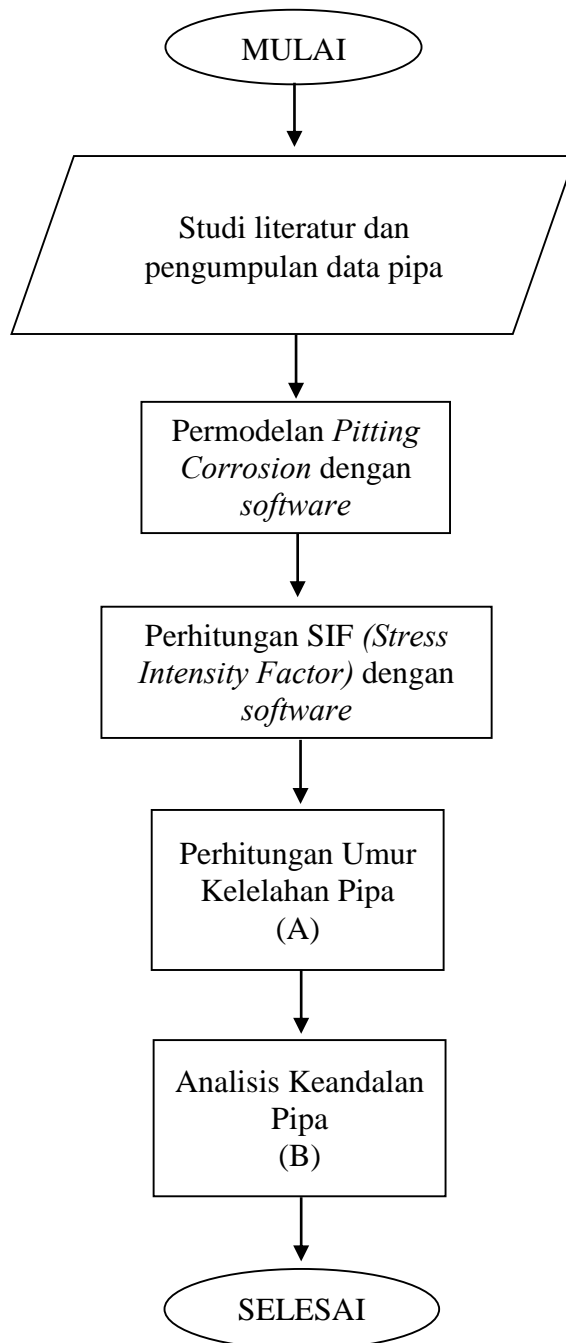 MULAI
Studi literatur dan
pengumpulan data pipa
Permodelan Pitting
Corrosion dengan
software
Perhitungan SIF (Stress
Intensity Factor) dengan
software
Perhitungan Umur
Kelelahan Pipa
(A)
Analisis Keandalan
Pipa
(B)
SELESAI